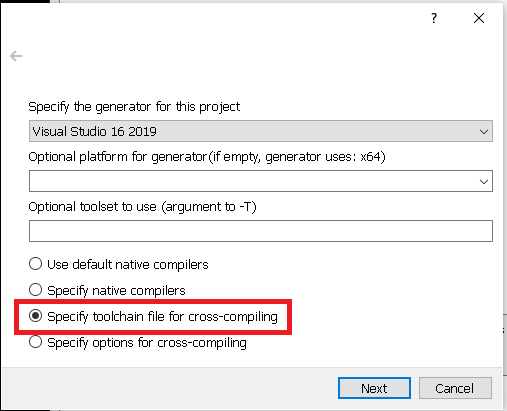 ?
Specify the generator for this project
Visual Studio 16 2019
Optional platform for generator(if empty, generator uses: x64)
Optional toolset to use (argument to -T)
Use default native compilers
Specify native compilers
Specify toolchain file for cross-compiling
Specify options for cross-compiling
Next Cancel